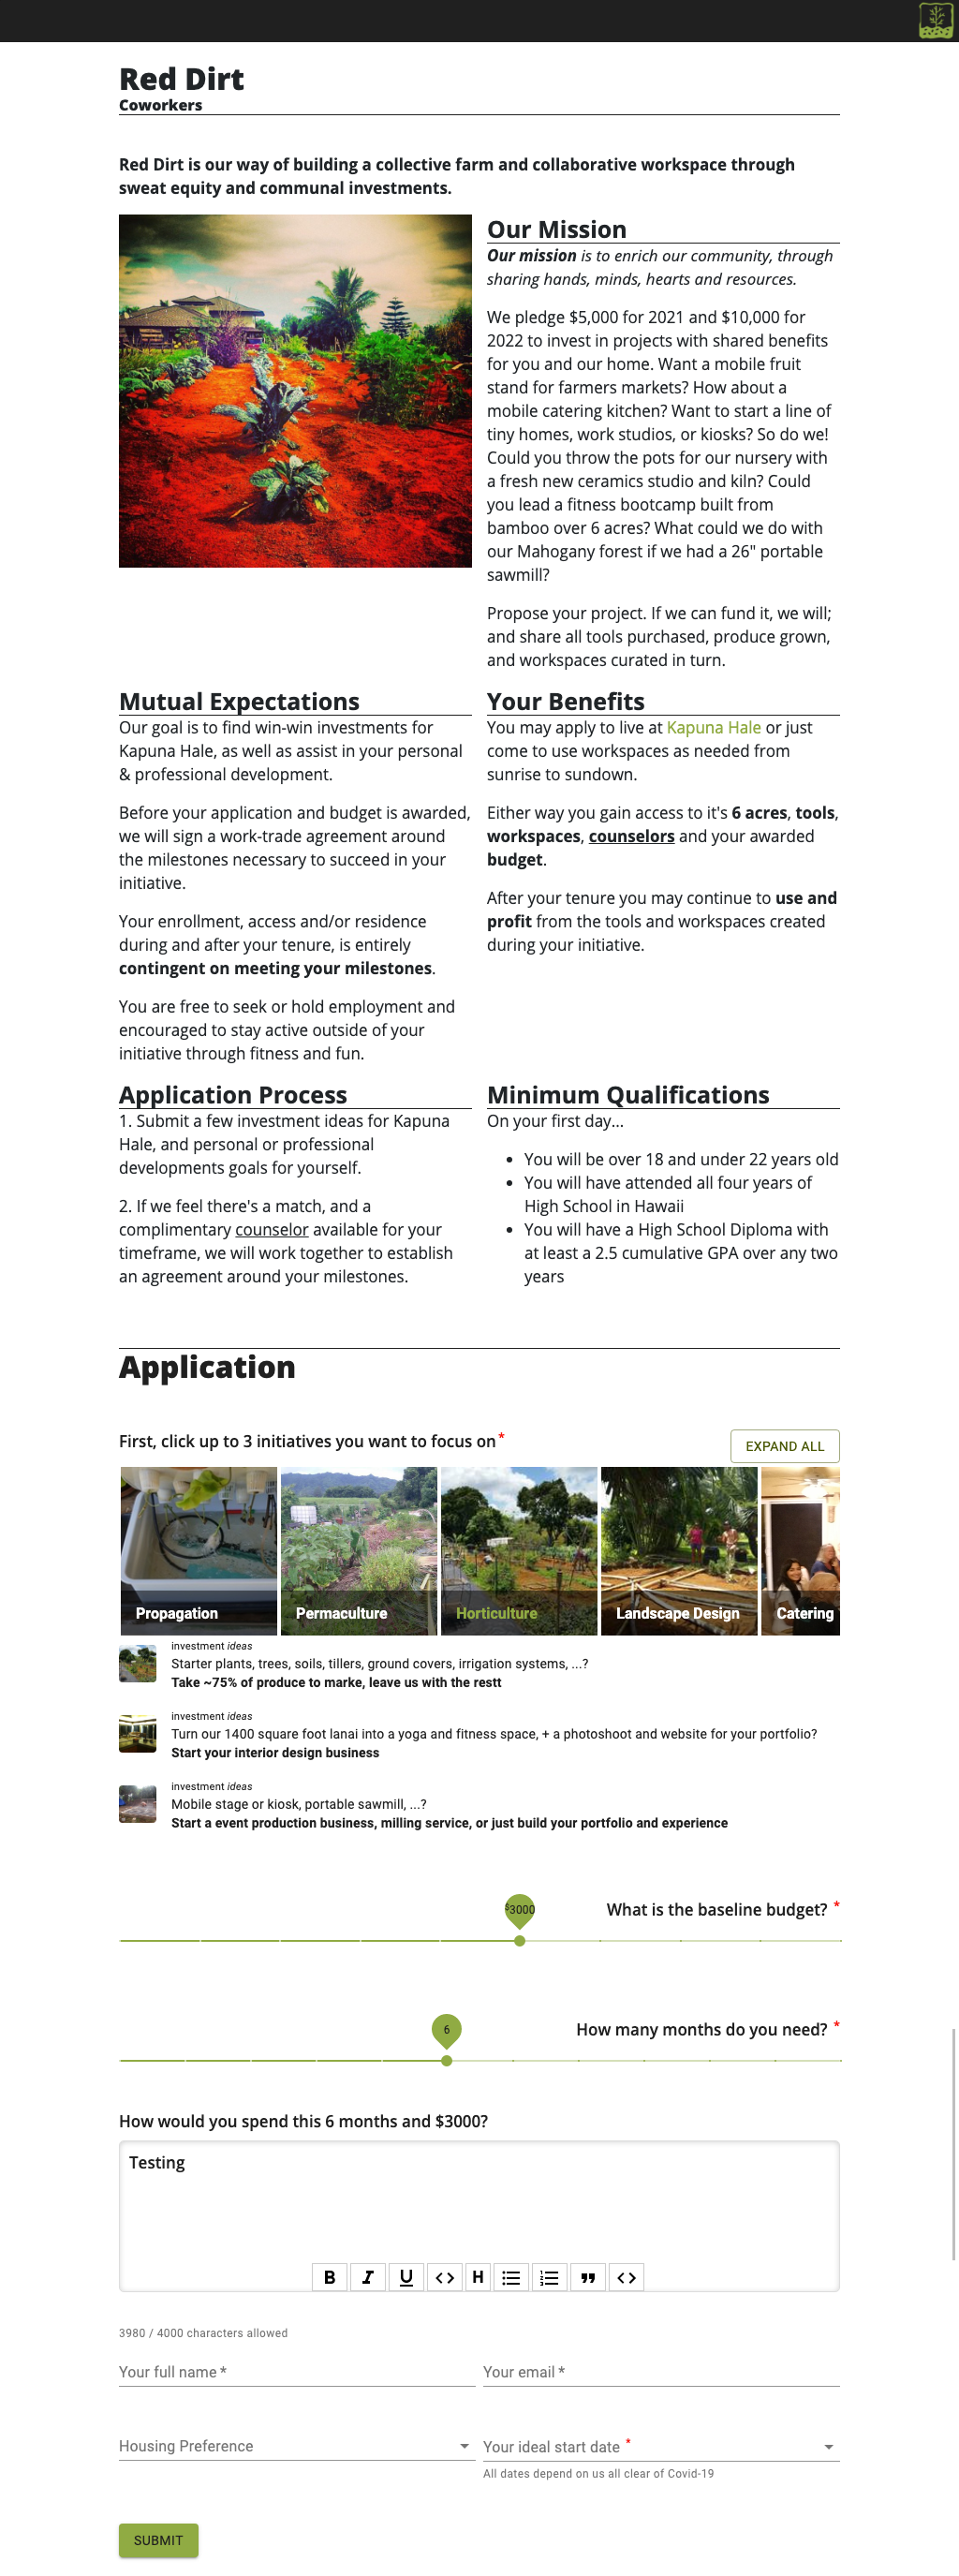 Red Dirt
Coworkers
Red Dirt is our way of building a collective farm and collaborative workspace through
sweat equity and communal investments.
Our Mission
Our mission is to enrich our community, through
sharing hands, minds, hearts and resources.
We pledge $5,000 for 2021 and $10,000 for
2022 to invest in projects with shared benefits
for you and our home. Want a mobile fruit
stand for farmers markets? How about a
mobile catering kitchen? Want to start a line of
tiny homes, work studios, or kiosks? So do we!
Could you throw the pots for our nursery with
a fresh new ceramics studio and kiln? Could
you lead a fitness bootcamp built from
bamboo over 6 acres? What could we do with
our Mahogany forest if we had a 26" portable
sawmill?
Propose your project. If we can fund it, we will;
and share all tools purchased, produce grown,
and workspaces curated in turn.
Mutual Expectations
Our goal is to find win-win investments for
Kapuna Hale, as well as assist in your personal
& professional development.
Before your application and budget is awarded,
we will sign a work-trade agreement around
the milestones necessary to succeed in your
initiative.
Your enrollment, access and/or residence
during and after your tenure, is entirely
contingent on meeting your milestones.
You are free to seek or hold employment and
encouraged to stay active outside of your
initiative through fitness and fun.
Your Benefits
You may apply to live at Kapuna Hale or just
come to use workspaces as needed from
sunrise to sundown.
Either way you gain access to it's 6 acres, tools,
workspaces, counselors and your awarded
budget.
After your tenure you may continue to use and
profit from the tools and workspaces created
during your initiative.
Application Process
1. Submit a few investment ideas for Kapuna
Hale, and personal or professional
developments goals for yourself.
2. If we feel there's a match, and a
complimentary counselor available for your
timeframe, we will work together to establish
an agreement around your milestones.
Minimum Qualifications
On your first day...
• You will be over 18 and under 22 years old
• You will have attended all four years of
High School in Hawaii
• You will have a High School Diploma with
at least a 2.5 cumulative GPA over any two
years
Application
First, click up to 3 initiatives you want to focus on *
EXPAND ALL
Propagation
Permaculture
Horticulture
Landscape Design
Catering
investment ideas
Starter plants, trees, soils, tillers, ground covers, irrigation systems, ...?
Take ~75% of produce to marke, leave us with the restt
investment ideas
Turn our 1400 square foot lanai into a yoga and fitness space, + a photoshoot and website for your portfolio?
Start your interior design business
investment ideas
Mobile stage or kiosk, portable sawmill, ...?
Start a event production business, milling service, or just build your portfolio and experience
$3000
What is the baseline budget? *
6
How many months do you need? *
How would you spend this 6 months and $3000?
Testing
B I U <> H <>
3980 / 4000 characters allowed
Your full name *
Your email *
Housing Preference
Your ideal start date *
All dates depend on us all clear of Covid-19
SUBMIT